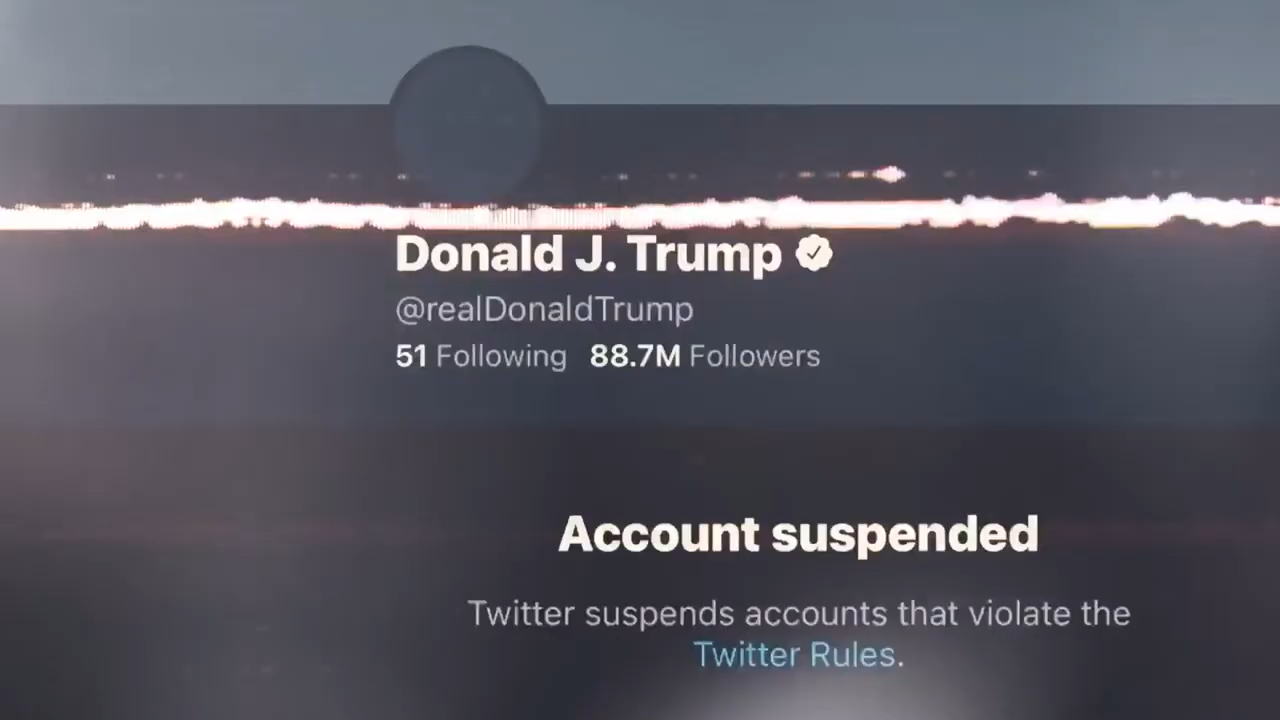 Donald J. Trump
@realDonaldTrump
51 Following 88.7M Followers
Account suspended
Twitter suspends accounts that violate the
Twitter Rules.